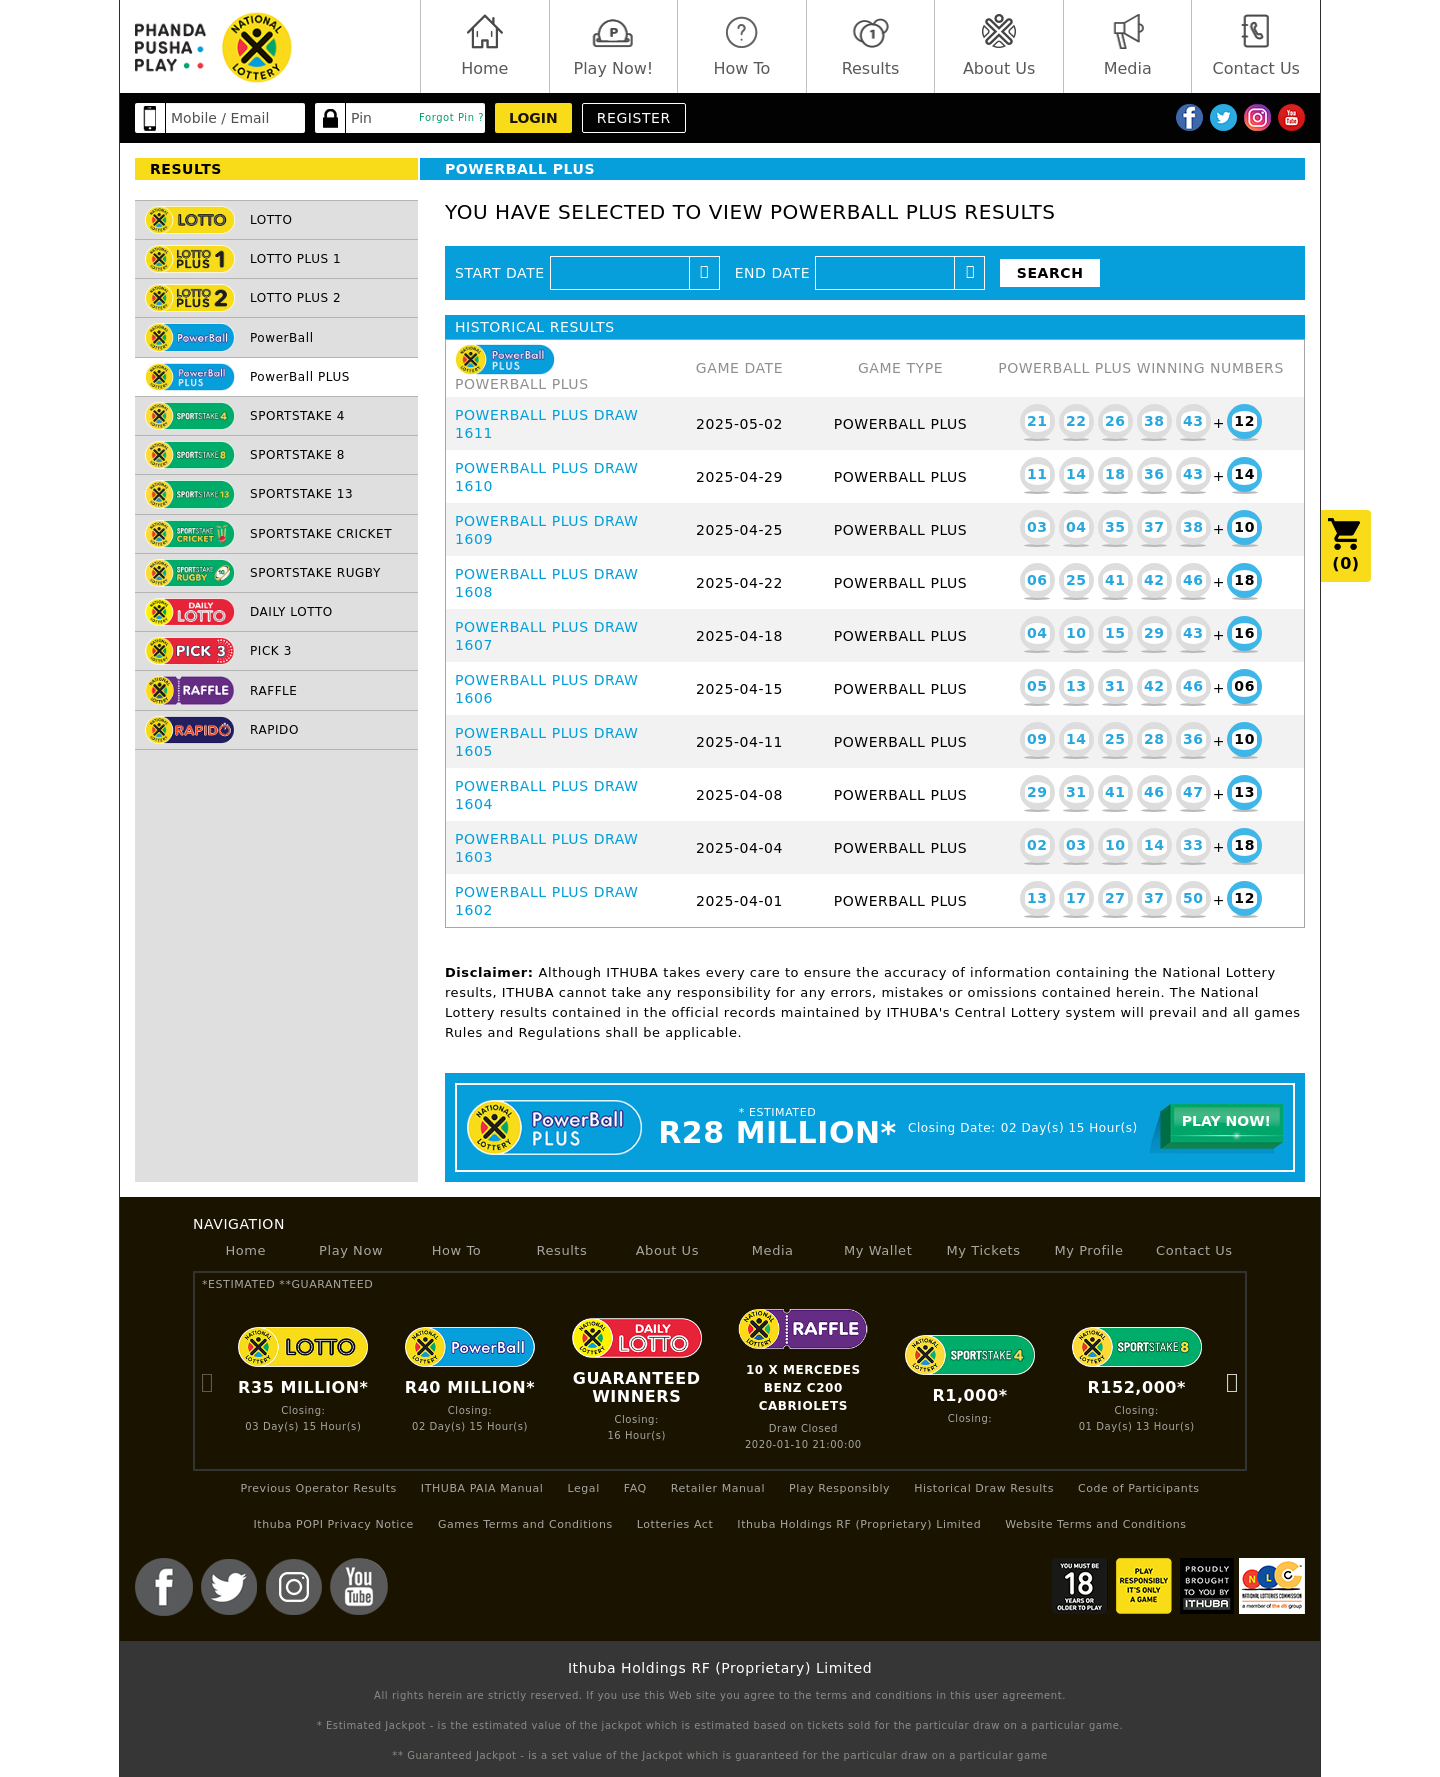 PHANDA
PUSHA
PLAY
NATIONAL
LOTTERY
Home
P
Play Now!
?
How To
1
Results
About Us
Media
Contact Us
Mobile / Email
Pin
Forgot Pin ?
LOGIN
REGISTER
f
You
Tube
RESULTS
LOTTO
LOTTO
LOTTO PLUS 1
LOTTO PLUS 1
LOTTO PLUS 2
LOTTO PLUS 2
PowerBall
PowerBall
PowerBall PLUS
PowerBall PLUS
SPORTSTAKE 4
SPORTSTAKE 4
SPORTSTAKE 8
SPORTSTAKE 8
SPORTSTAKE 13
SPORTSTAKE 13
SPORTSTAKE CRICKET
SPORTSTAKE CRICKET
SPORTSTAKE RUGBY
SPORTSTAKE RUGBY
DAILY LOTTO
DAILY LOTTO
PICK 3
PICK 3
RAFFLE
RAFFLE
RAPIDO
RAPIDO
POWERBALL PLUS
YOU HAVE SELECTED TO VIEW POWERBALL PLUS RESULTS
START DATE
END DATE
SEARCH
HISTORICAL RESULTS
PowerBall
PLUS
POWERBALL PLUS GAME DATE GAME TYPE POWERBALL PLUS WINNING NUMBERS
POWERBALL PLUS DRAW
1611
2025-05-02 POWERBALL PLUS 21 22 26 38 43 + 12
POWERBALL PLUS DRAW
1610
2025-04-29 POWERBALL PLUS 11 14 18 36 43 + 14
POWERBALL PLUS DRAW
1609
2025-04-25 POWERBALL PLUS 03 04 35 37 38 + 10
POWERBALL PLUS DRAW
1608
2025-04-22 POWERBALL PLUS 06 25 41 42 46 + 18
POWERBALL PLUS DRAW
1607
2025-04-18 POWERBALL PLUS 04 10 15 29 43 + 16
POWERBALL PLUS DRAW
1606
2025-04-15 POWERBALL PLUS 05 13 31 42 46 + 06
POWERBALL PLUS DRAW
1605
2025-04-11 POWERBALL PLUS 09 14 25 28 36 + 10
POWERBALL PLUS DRAW
1604
2025-04-08 POWERBALL PLUS 29 31 41 46 47 + 13
POWERBALL PLUS DRAW
1603
2025-04-04 POWERBALL PLUS 02 03 10 14 33 + 18
POWERBALL PLUS DRAW
1602
2025-04-01 POWERBALL PLUS 13 17 27 37 50 + 12
(0)
Disclaimer: Although ITHUBA takes every care to ensure the accuracy of information containing the National Lottery
results, ITHUBA cannot take any responsibility for any errors, mistakes or omissions contained herein. The National
Lottery results contained in the official records maintained by ITHUBA's Central Lottery system will prevail and all games
Rules and Regulations shall be applicable.
NATIONAL
LOTTERY
PowerBall
PLUS
* ESTIMATED
R28 MILLION*
Closing Date: 02 Day(s) 15 Hour(s)
PLAY NOW!
NAVIGATION
Home Play Now How To Results About Us Media My Wallet My Tickets My Profile Contact Us
*ESTIMATED **GUARANTEED
LOTTO
R35 MILLION*
Closing:
03 Day(s) 15 Hour(s)
PowerBall
R40 MILLION*
Closing:
02 Day(s) 15 Hour(s)
DAILY
LOTTO
GUARANTEED
WINNERS
Closing:
16 Hour(s)
RAFFLE
10 X MERCEDES
BENZ C200
CABRIOLETS
Draw Closed
2020-01-10 21:00:00
SPORTSTAKE 4
R1,000*
Closing:
SPORTSTAKE 8
R152,000*
Closing:
01 Day(s) 13 Hour(s)
Previous Operator Results ITHUBA PAIA Manual Legal FAQ Retailer Manual Play Responsibly Historical Draw Results Code of Participants
Ithuba POPI Privacy Notice Games Terms and Conditions Lotteries Act Ithuba Holdings RF (Proprietary) Limited Website Terms and Conditions
f
You
Tube
YOU MUST BE
18
YEARS OR
OLDER TO PLAY
PLAY
RESPONSIBLY
IT'S ONLY
A GAME
PROUDLY
BROUGHT
TO YOU BY
ITHUBA
NLC
NATIONAL LOTTERIES COMMISSION
a member of the dti group
Ithuba Holdings RF (Proprietary) Limited
All rights herein are strictly reserved. If you use this Web site you agree to the terms and conditions in this user agreement.
* Estimated Jackpot - is the estimated value of the jackpot which is estimated based on tickets sold for the particular draw on a particular game.
** Guaranteed Jackpot - is a set value of the Jackpot which is guaranteed for the particular draw on a particular game